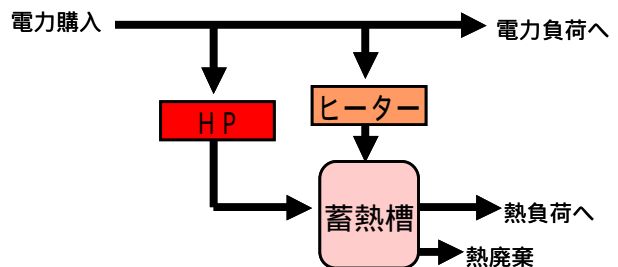 電力購入
電力負荷へ
ヒーター
ＨＰ
蓄熱槽
熱負荷へ
熱廃棄